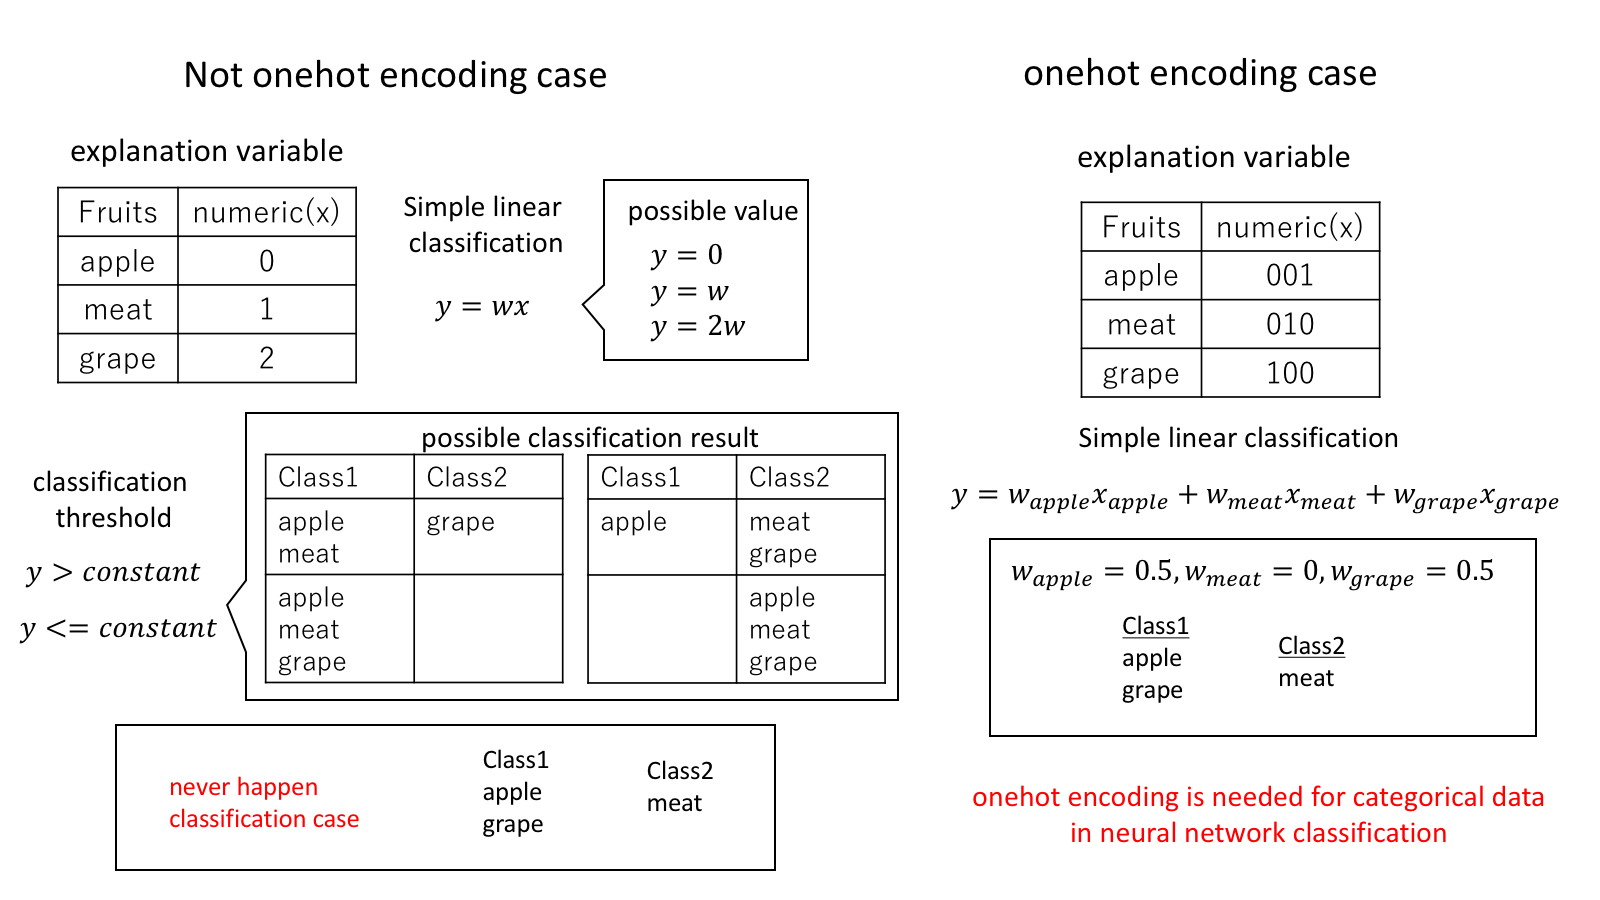 Not onehot encoding case
explanation variable
Fruits numeric(x)
apple 0
meat 1
grape 2
Simple linear
classification
y = wx
possible value
y = 0
y = w
y = 2w
classification
threshold
y > constant
y <= constant
possible classification result
Class1 Class2
apple grape
meat
apple
meat
grape
Class1 Class2
apple meat
grape
apple
meat
grape
never happen
classification case
Class1
apple
grape
Class2
meat
onehot encoding case
explanation variable
Fruits numeric(x)
apple 001
meat 010
grape 100
Simple linear classification
y = w_apple x_apple + w_meat x_meat + w_grape x_grape
w_apple = 0.5, w_meat = 0, w_grape = 0.5
Class1
apple
grape
Class2
meat
onehot encoding is needed for categorical data
in neural network classification